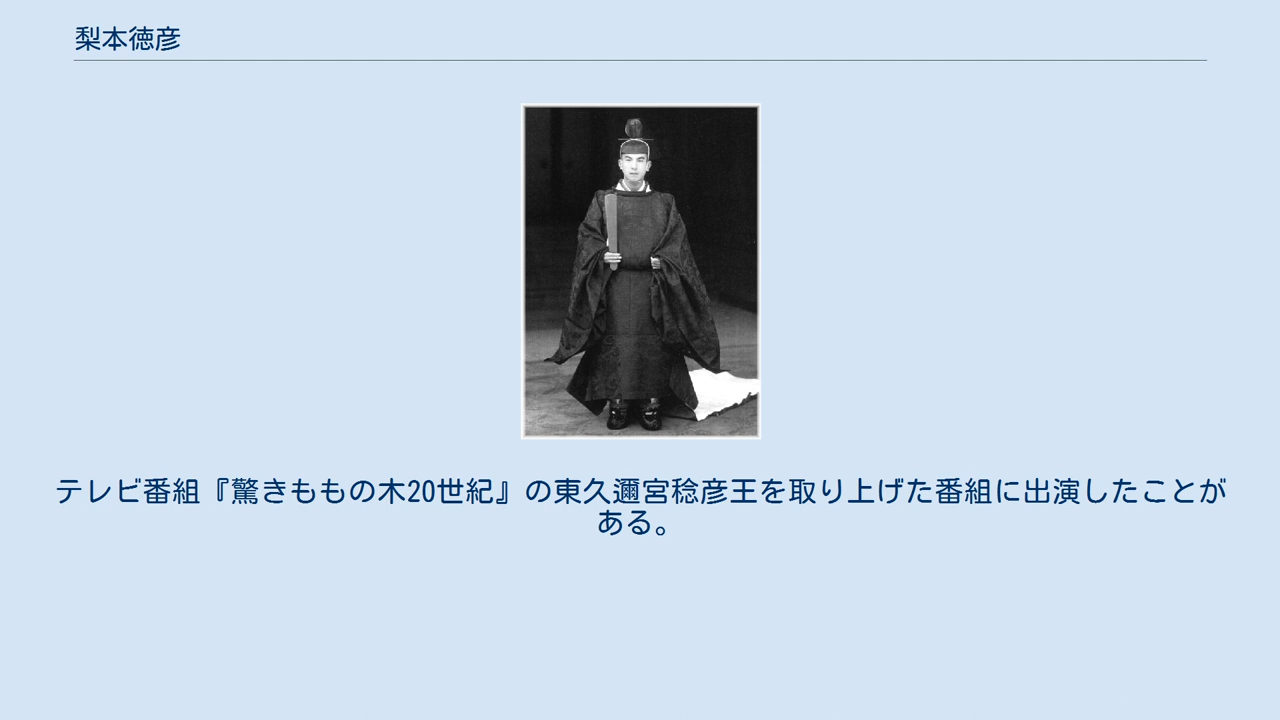 梨本徳彦
テレビ番組『驚きももの木20世紀』の東久邇宮稔彦王を取り上げた番組に出演したことが
ある。